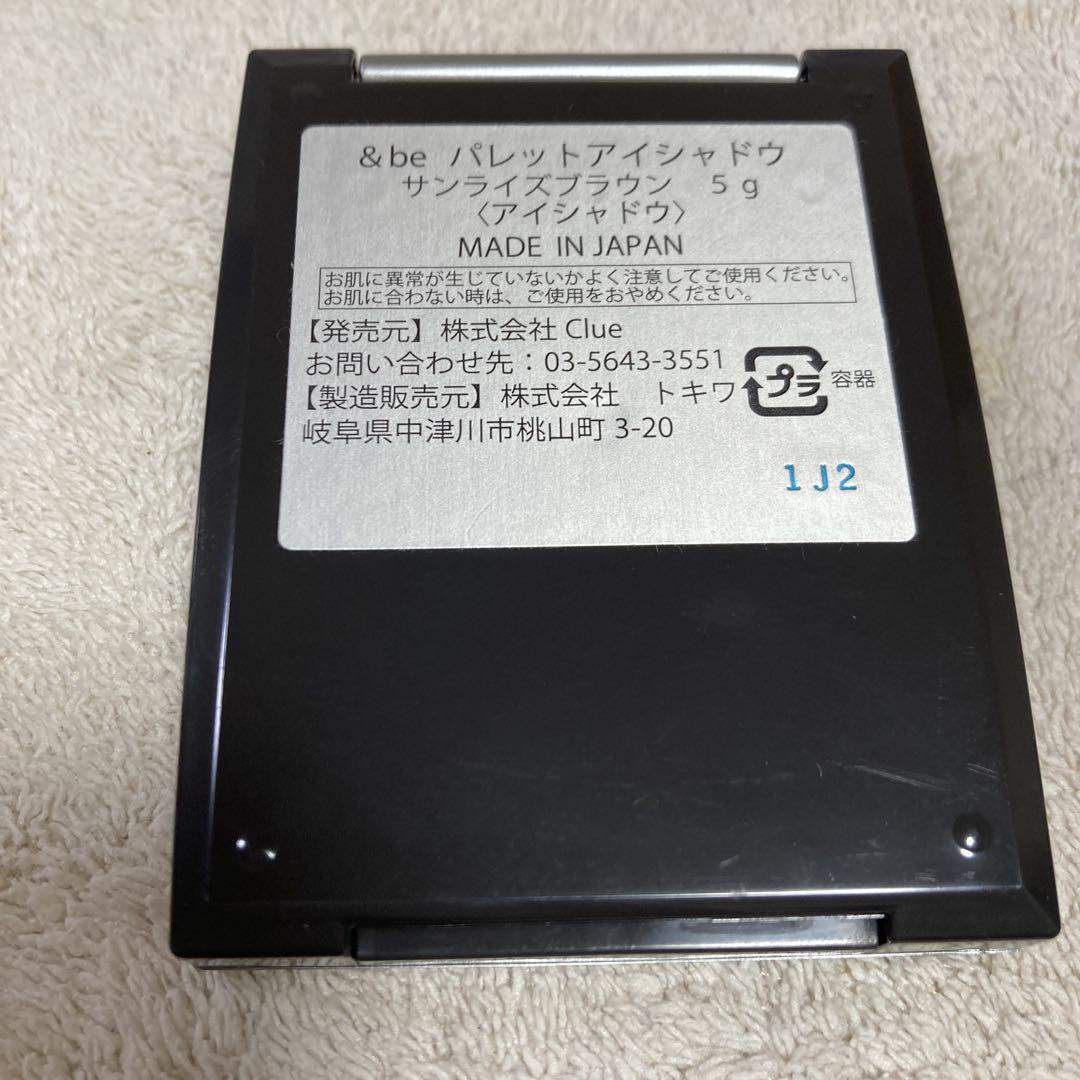 &be パレットアイシャドウ
サンライズブラウン 5g
〈アイシャドウ〉
MADE IN JAPAN
お肌に異常が生じていないかよく注意してご使用ください。
お肌に合わない時は、ご使用をおやめください。
【発売元】株式会社 Clue
お問い合わせ先：03-5643-3551
【製造販売元】株式会社 トキワ
岐阜県中津川市桃山町 3-20
プラ 容器
1J2